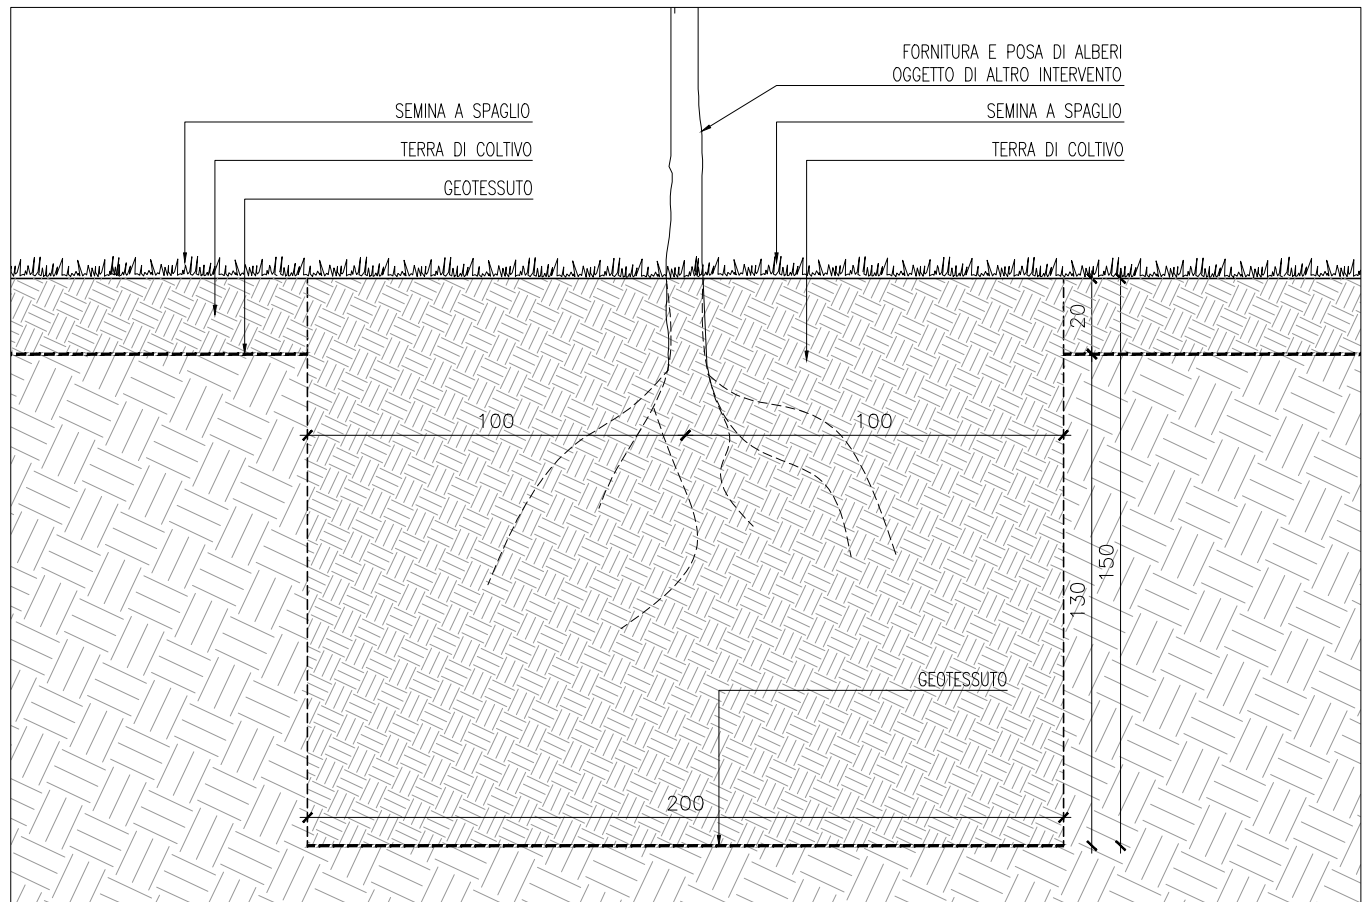 FORNITURA E POSA DI ALBERI
OGGETTO DI ALTRO INTERVENTO
SEMINA A SPAGLIO
SEMINA A SPAGLIO
TERRA DI COLTIVO
TERRA DI COLTIVO
GEOTESSUTO
20
100
100
150
130
GEOTESSUTO
200